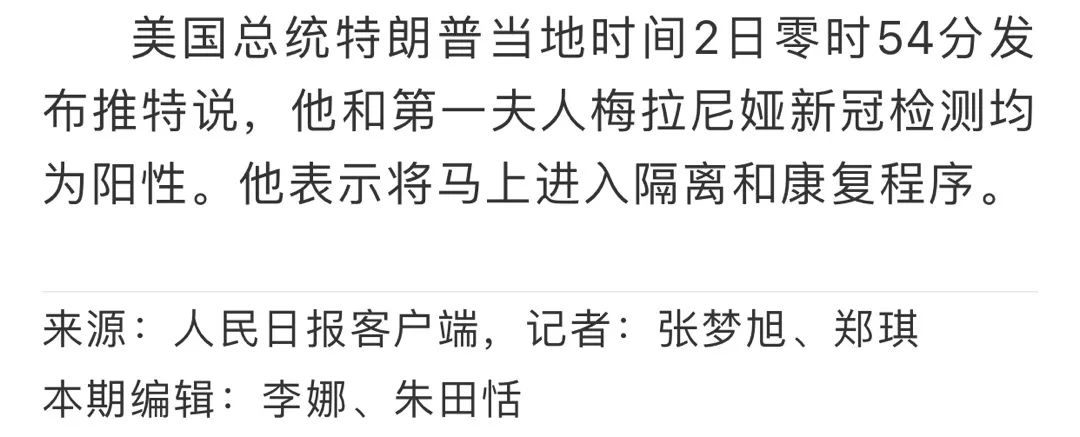 美国总统特朗普当地时间2日零时54分发
布推特说，他和第一夫人梅拉尼娅新冠检测均
为阳性。他表示将马上进入隔离和康复程序。
来源：人民日报客户端，记者：张梦旭、郑琪
本期编辑：李娜、朱田恬